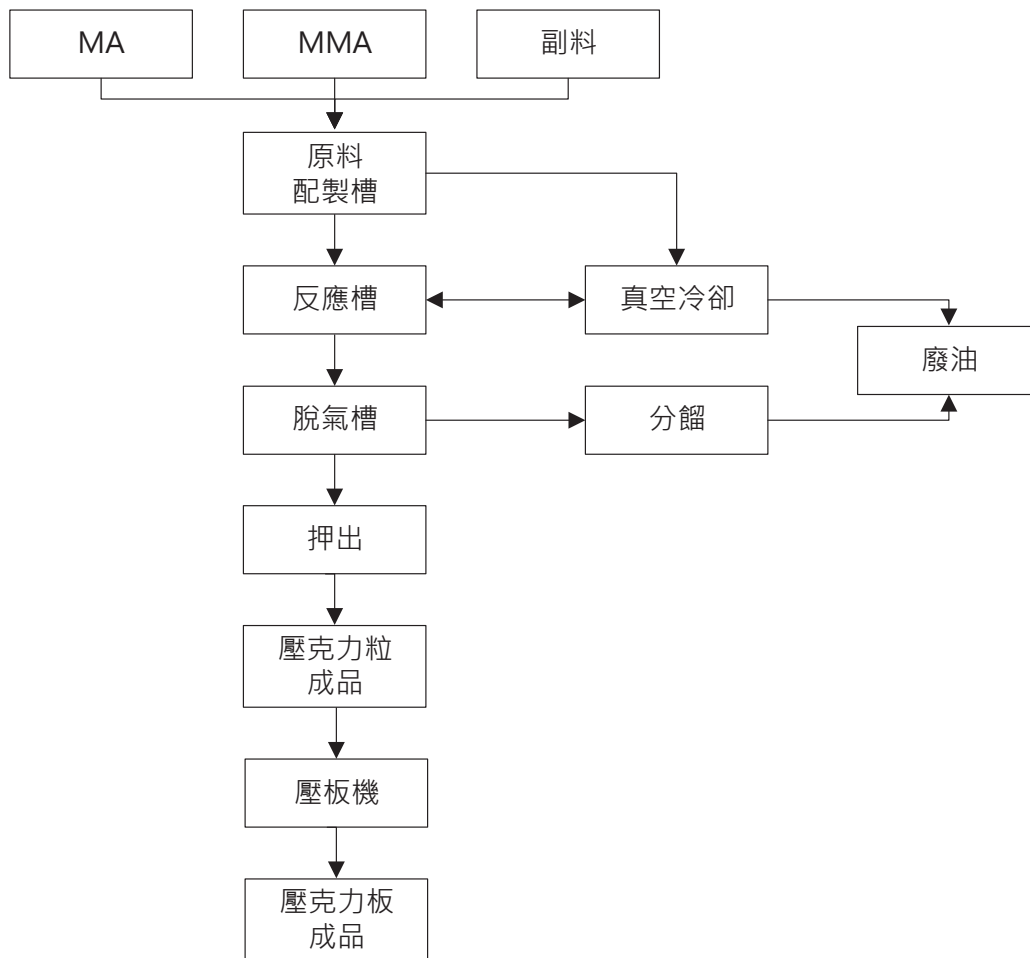 MA
MMA
副料
原料
配製槽
反應槽
真空冷卻
廢油
脫氣槽
分餾
押出
壓克力粒
成品
壓板機
壓克力板
成品